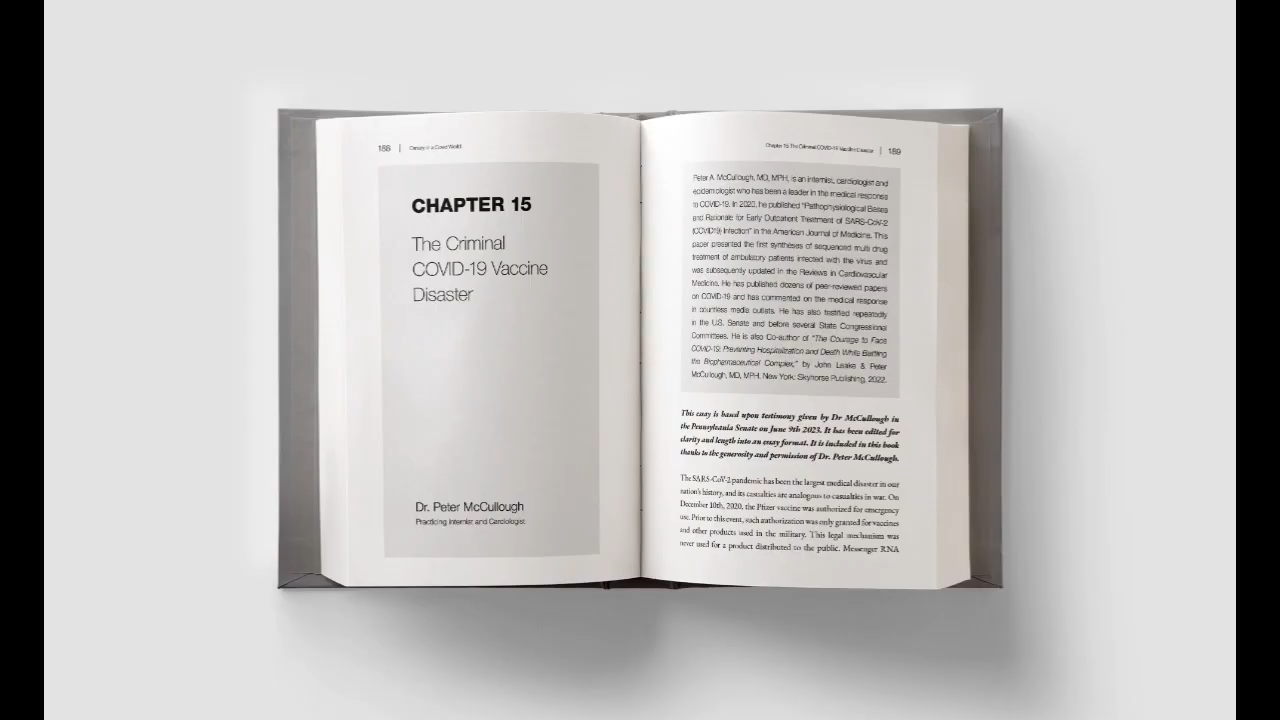 188 | Canary in a Covid World
CHAPTER 15
The Criminal
COVID-19 Vaccine
Disaster
Dr. Peter McCullough
Practicing Internist and Cardiologist
Chapter 15: The Criminal COVID-19 Vaccine Disaster | 189
Peter A. McCullough, MD, MPH, is an internist, cardiologist and
epidemiologist who has been a leader in the medical response
to COVID-19. In 2020, he published "Pathophysiological Bases
and Rationale for Early Outpatient Treatment of SARS-CoV-2
(COVID19) Infection" in the American Journal of Medicine. This
paper presented the first syntheses of sequenced multi drug
treatment of ambulatory patients infected with the virus and
was subsequently updated in the Reviews in Cardiovascular
Medicine. He has published dozens of peer-reviewed papers
on COVID-19 and has commented on the medical response
in countless media outlets. He has also testified repeatedly
in the U.S. Senate and before several State Congressional
Committees. He is also Co-author of "The Courage to Face
COVID-19: Preventing Hospitalization and Death While Battling
the Biopharmaceutical Complex," by John Leake & Peter
McCullough, MD, MPH. New York: Skyhorse Publishing, 2022.
This essay is based upon testimony given by Dr McCullough in
the Pennsylvania Senate on June 9th 2023. It has been edited for
clarity and length into an essay format. It is included in this book
thanks to the generosity and permission of Dr. Peter McCullough.
The SARS-CoV-2 pandemic has been the largest medical disaster in our
nation's history, and its casualties are analogous to casualties in war. On
December 10th, 2020, the Pfizer vaccine was authorized for emergency
use. Prior to this event, such authorization was only granted for vaccines
and other products used in the military. This legal mechanism was
never used for a product distributed to the public. Messenger RNA